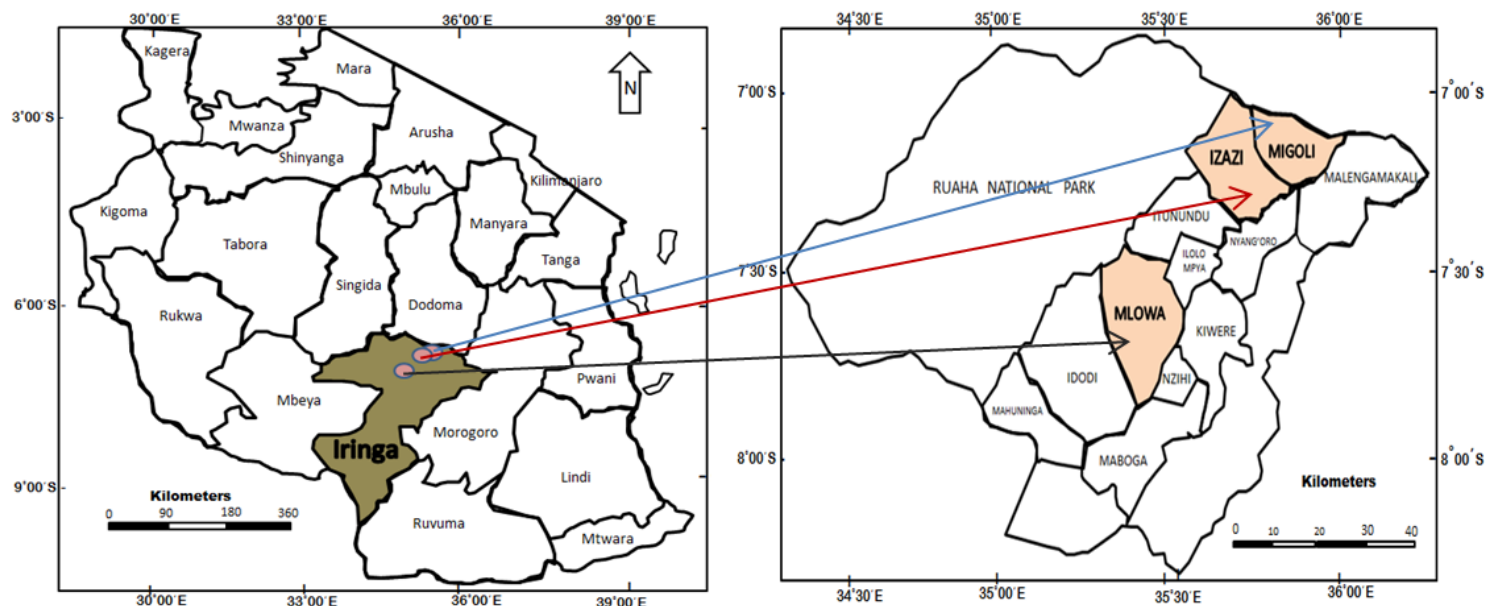 30°00´E 33°00´E 36°00´E 39°00´E
Kagera
Mara
N
3°00´S
Mwanza
Arusha
Shinyanga
Mbulu
Kilimanjaro
Kigoma
Manyara
Tabora
Tanga
Singida
Dodoma
6°00´S
Rukwa
Mbeya
Pwani
Iringa
Morogoro
Lindi
9°00´S
Kilometers
0 90 180 360
Ruvuma
Mtwara
30°00´E 33°00´E 36°00´E 39°00´E
34°30´E 35°00´E 35°30´E 36°00´E
7°00´S 7°00´S
IZAZI
MIGOLI
RUAHA NATIONAL PARK
MALENGAMAKALI
ITUNUNDU
NYANG'ORO
ILOLO
MPYA
7°30´S 7°30´S
MLOWA
KIWERE
IDODI
NZIHI
MAHUNINGA
MABOGA
8°00´S 8°00´S
Kilometers
0 10 20 30 40
34°30´E 35°00´E 35°30´E 36°00´E